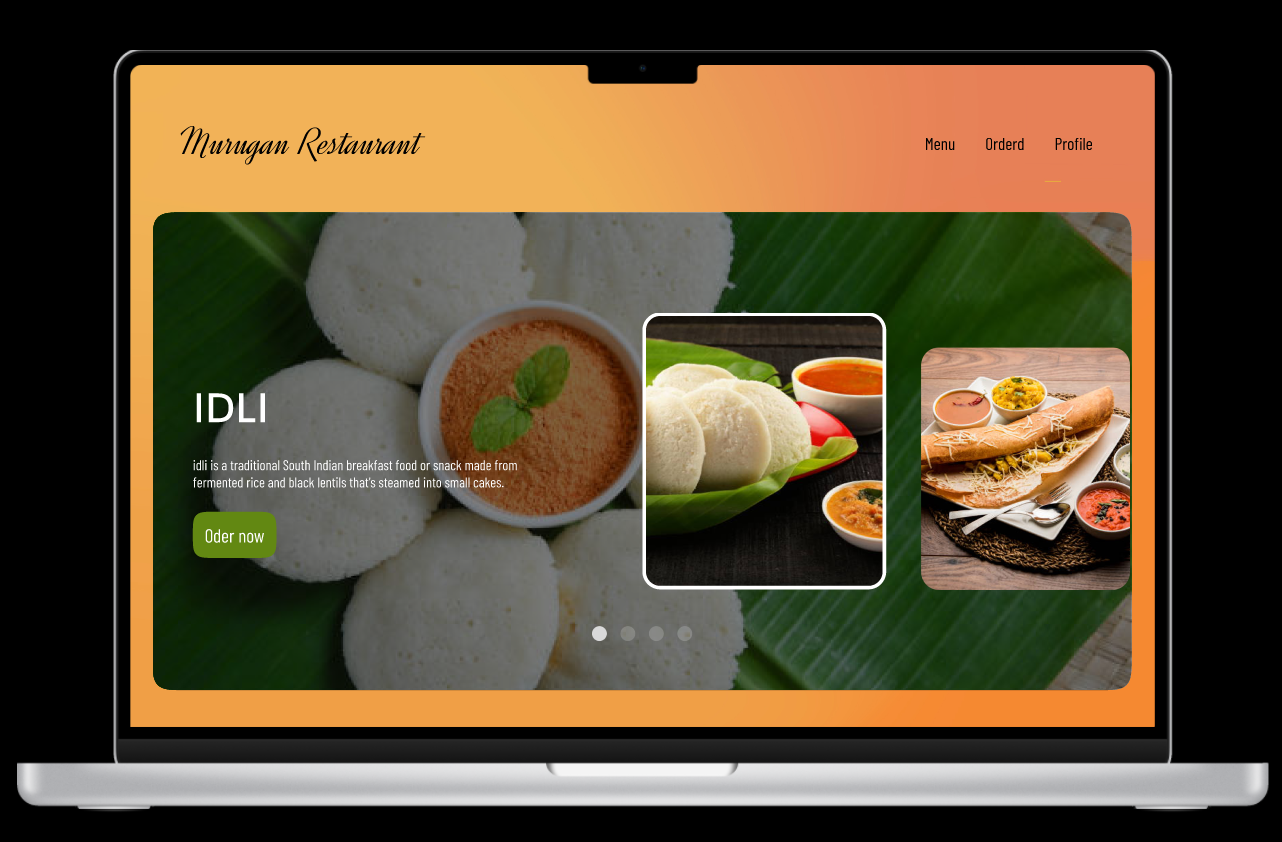 Murugan Restaurant
Menu Orderd Profile
IDLI
idli is a traditional South Indian breakfast food or snack made from
fermented rice and black lentils that's steamed into small cakes.
Oder now